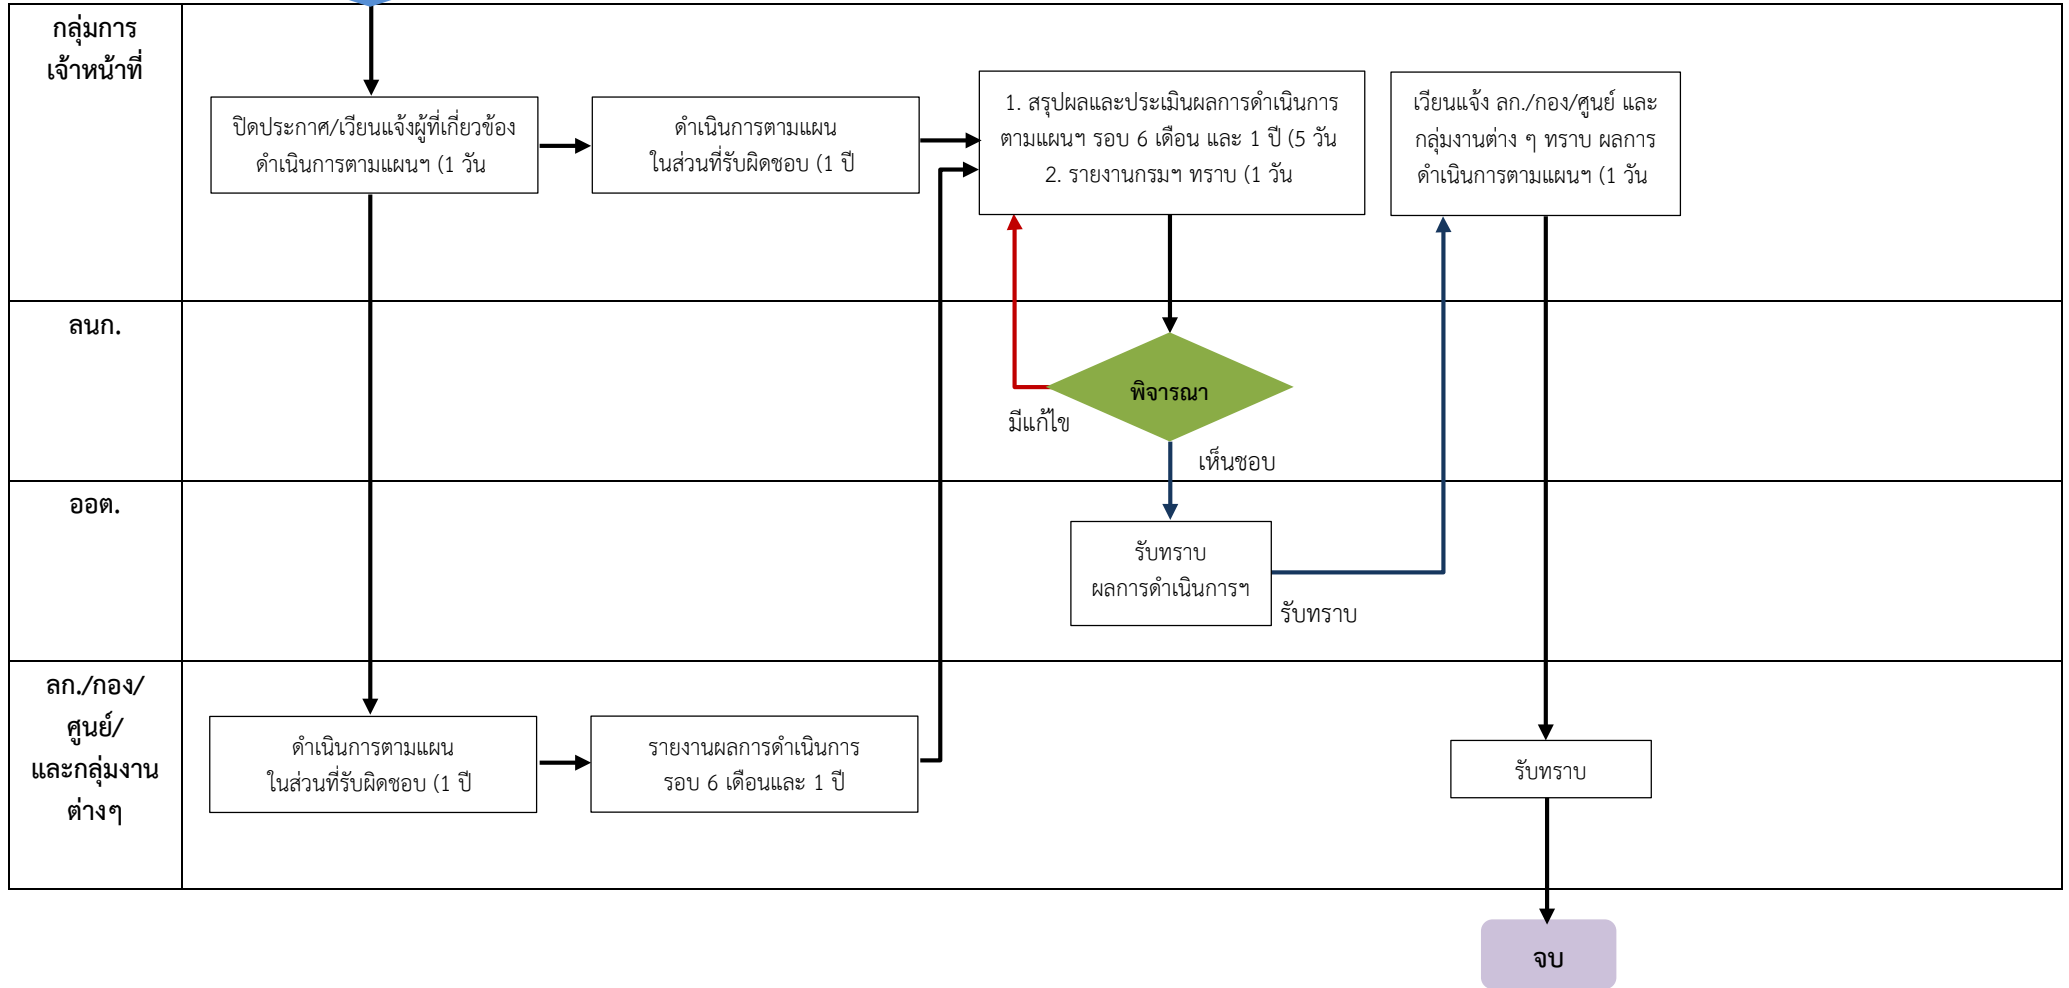 กลุ่มการ
เจ้าหน้าที่
ปิดประกาศ/เวียนแจ้งผู้ที่เกี่ยวข้อง
ดำเนินการตามแผนฯ (1 วัน
ดำเนินการตามแผน
ในส่วนที่รับผิดชอบ (1 ปี
1. สรุปผลและประเมินผลการดำเนินการ
ตามแผนฯ รอบ 6 เดือน และ 1 ปี (5 วัน
2. รายงานกรมฯ ทราบ (1 วัน
เวียนแจ้ง ลก./กอง/ศูนย์ และ
กลุ่มงานต่าง ๆ ทราบ ผลการ
ดำเนินการตามแผนฯ (1 วัน
ลนก.
พิจารณา
มีแก้ไข
เห็นชอบ
ออต.
รับทราบ
ผลการดำเนินการฯ
รับทราบ
ลก./กอง/
ศูนย์/
และกลุ่มงาน
ต่างๆ
ดำเนินการตามแผน
ในส่วนที่รับผิดชอบ (1 ปี
รายงานผลการดำเนินการ
รอบ 6 เดือนและ 1 ปี
รับทราบ
จบ